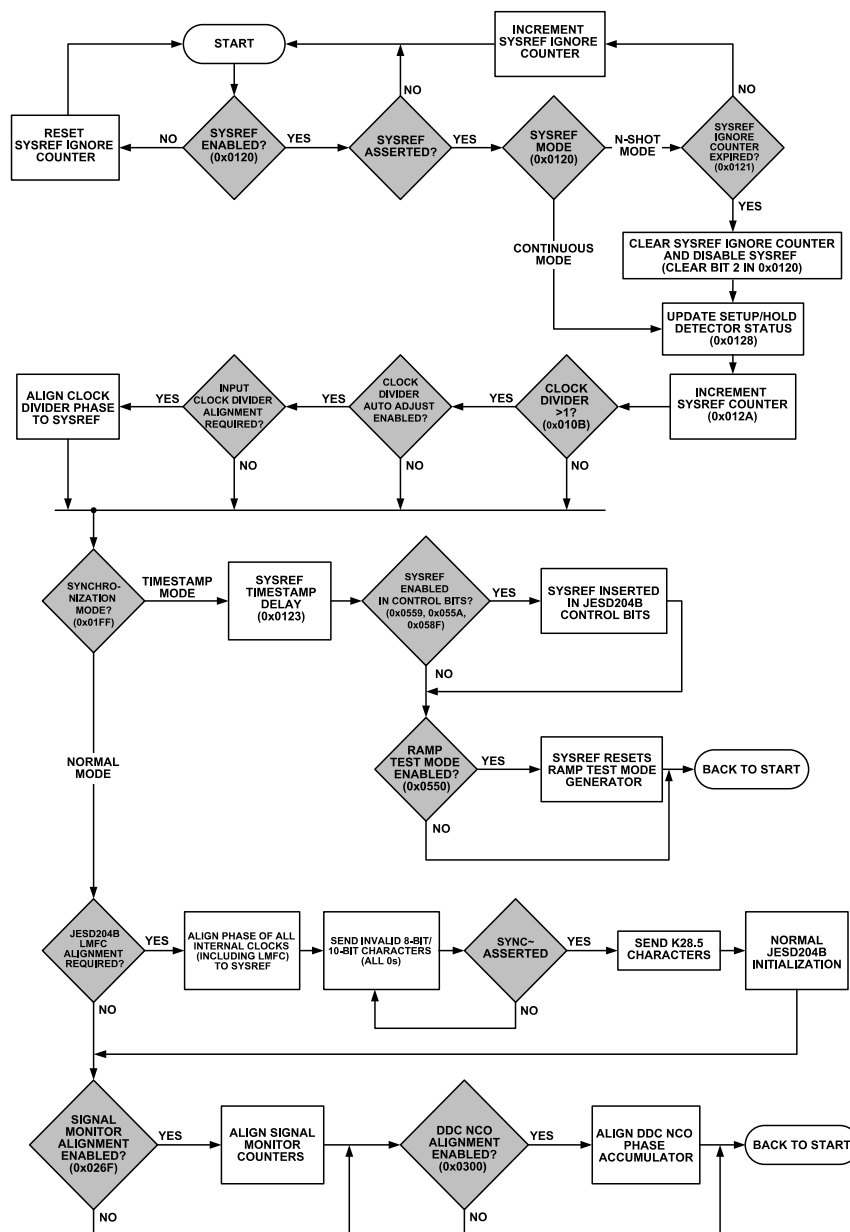 START
INCREMENT
SYSREF IGNORE
COUNTER
NO
NO
RESET
SYSREF IGNORE
COUNTER
NO
SYSREF
ENABLED?
(0x0120)
YES
SYSREF
ASSERTED?
YES
SYSREF
MODE
(0x0120)
N-SHOT
MODE
SYSREF
IGNORE
COUNTER
EXPIRED?
(0x0121)
YES
CONTINUOUS
MODE
CLEAR SYSREF IGNORE COUNTER
AND DISABLE SYSREF
(CLEAR BIT 2 IN 0x0120)
UPDATE SETUP/HOLD
DETECTOR STATUS
(0x0128)
ALIGN CLOCK
DIVIDER PHASE
TO SYSREF
YES
INPUT
CLOCK DIVIDER
ALIGNMENT
REQUIRED?
YES
CLOCK
DIVIDER
AUTO ADJUST
ENABLED?
YES
CLOCK
DIVIDER
>1?
(0x010B)
INCREMENT
SYSREF COUNTER
(0x012A)
NO
NO
NO
SYNCHRO-
NIZATION
MODE?
(0x01FF)
TIMESTAMP
MODE
SYSREF
TIMESTAMP
DELAY
(0x0123)
SYSREF
ENABLED
IN CONTROL BITS?
(0x0559, 0x055A,
0x058F)
YES
SYSREF INSERTED
IN JESD204B
CONTROL BITS
NO
NORMAL
MODE
RAMP
TEST MODE
ENABLED?
(0x0550)
YES
SYSREF RESETS
RAMP TEST MODE
GENERATOR
BACK TO START
NO
JESD204B
LMFC
ALIGNMENT
REQUIRED?
YES
ALIGN PHASE OF ALL
INTERNAL CLOCKS
(INCLUDING LMFC)
TO SYSREF
SEND INVALID 8-BIT/
10-BIT CHARACTERS
(ALL 0s)
SYNC~
ASSERTED
YES
SEND K28.5
CHARACTERS
NORMAL
JESD204B
INITIALIZATION
NO
NO
SIGNAL
MONITOR
ALIGNMENT
ENABLED?
(0x026F)
YES
ALIGN SIGNAL
MONITOR
COUNTERS
DDC NCO
ALIGNMENT
ENABLED?
(0x0300)
YES
ALIGN DDC NCO
PHASE
ACCUMULATOR
BACK TO START
NO
NO